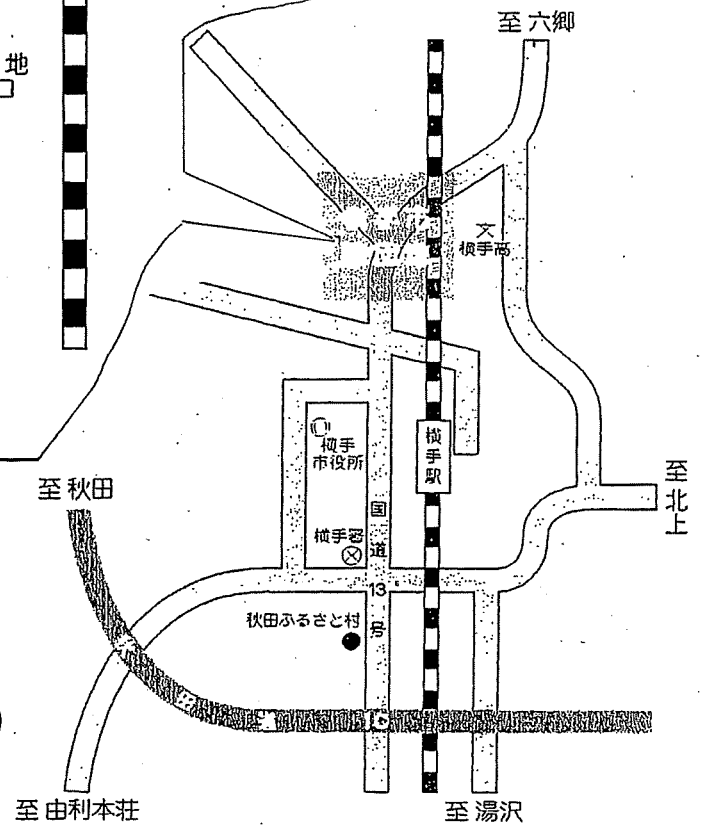 至 六郷
地
文
横手高
横手
市役所
横手駅
至 秋田
至 北上
国道13号
横手署
秋田ふるさと村
至 由利本荘
至 湯沢